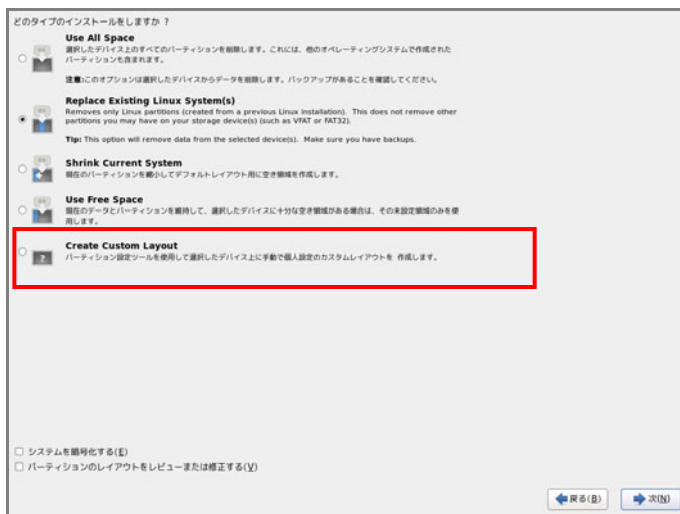 どのタイプのインストールをしますか ?
Use All Space
選択したデバイス上のすべてのパーティションを削除します。これには、他のオペレーティングシステムで作成された
パーティションも含まれます。
注意:このオプションは選択したデバイスからデータを削除します。バックアップがあることを確認してください。
Replace Existing Linux System(s)
Removes only Linux partitions (created from a previous Linux installation). This does not remove other
partitions you may have on your storage device(s) (such as VFAT or FAT32).
Tip: This option will remove data from the selected device(s). Make sure you have backups.
Shrink Current System
現在のパーティションを縮小してデフォルトレイアウト用に空き領域を作成します。
Use Free Space
現在のデータとパーティションを維持して、選択したデバイスに十分な空き領域がある場合は、その未設定領域のみを使
用します。
Create Custom Layout
パーティション設定ツールを使用して選択したデバイス上に手動で個人設定のカスタムレイアウトを 作成します。
システムを暗号化する(E)
パーティションのレイアウトをレビューまたは修正する(V)
戻る(B) 次(N)